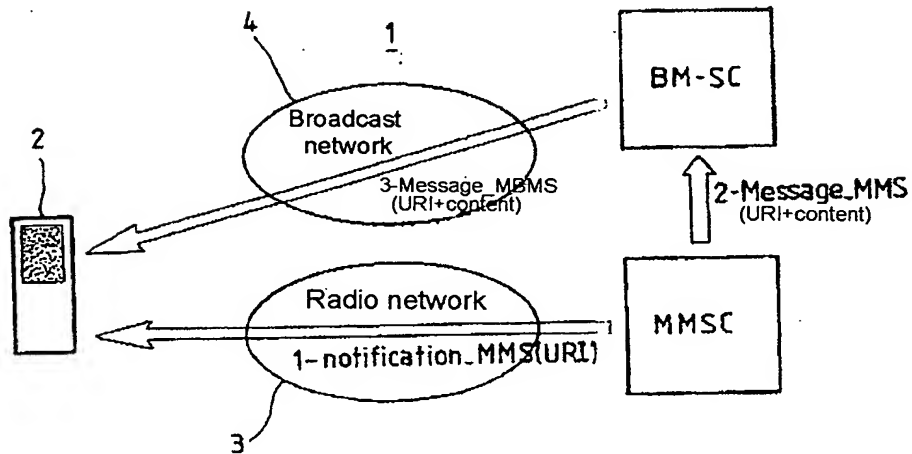 4
1
BM-SC
Broadcast
network
2
3-Message_MBMS
(URI+content)
2-Message_MMS
(URI+content)
Radio network
MMSC
1-notification_MMS(URI)
3